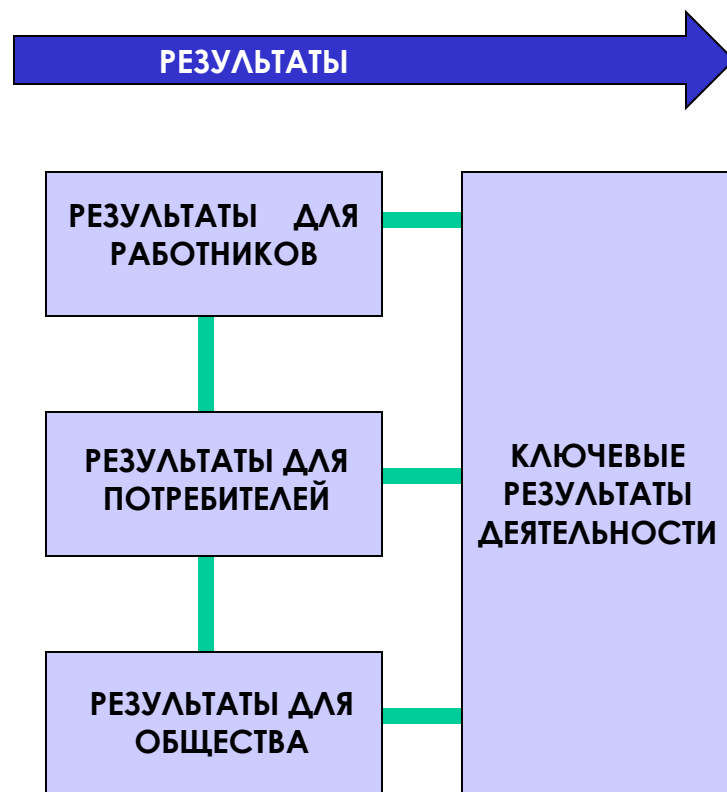 РЕЗУЛЬТАТЫ
РЕЗУЛЬТАТЫ ДЛЯ
РАБОТНИКОВ
РЕЗУЛЬТАТЫ ДЛЯ
ПОТРЕБИТЕЛЕЙ
РЕЗУЛЬТАТЫ ДЛЯ
ОБЩЕСТВА
КЛЮЧЕВЫЕ
РЕЗУЛЬТАТЫ
ДЕЯТЕЛЬНОСТИ